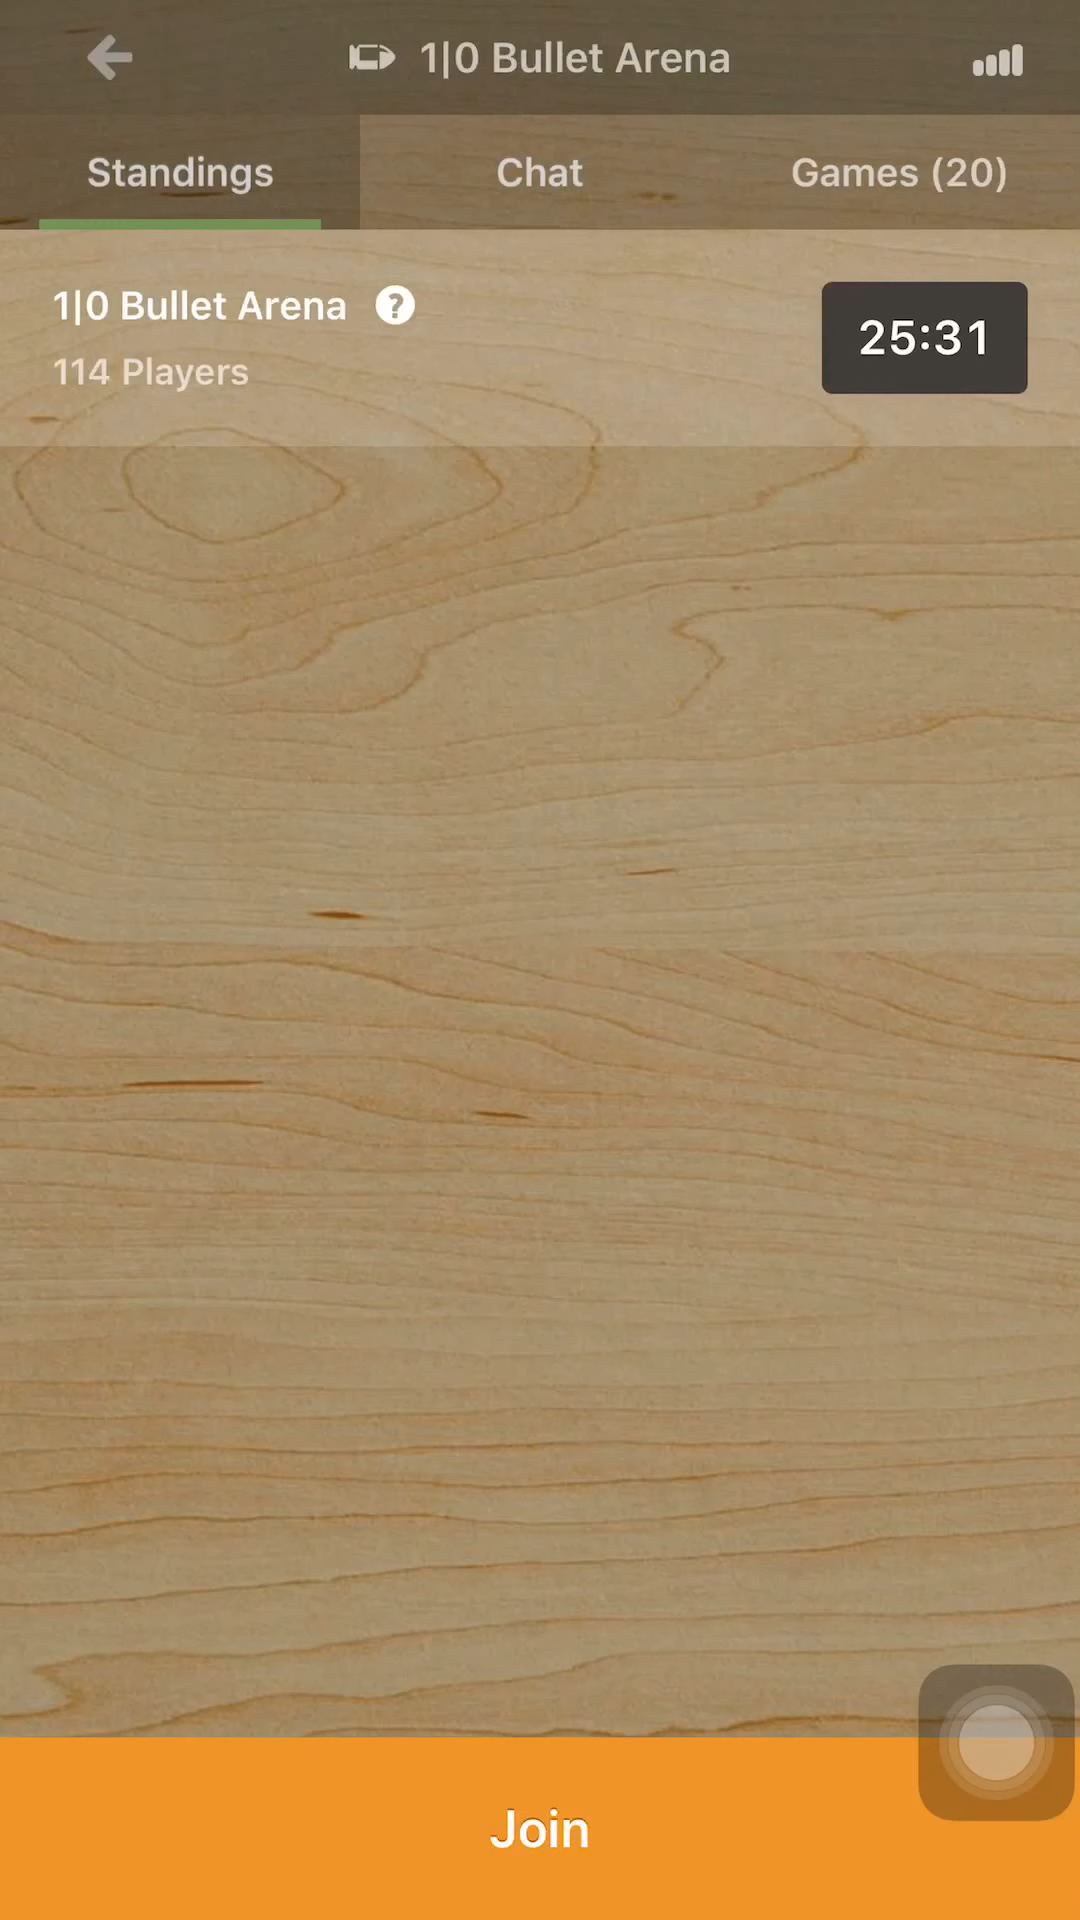 1|0 Bullet Arena
Standings
Chat
Games (20)
1|0 Bullet Arena ?
114 Players
25:31
Join